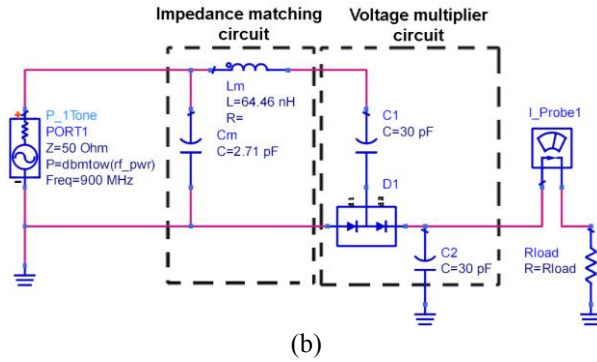 Impedance matching
circuit
Voltage multiplier
circuit
P_1Tone
PORT1
Z=50 Ohm
P=dbmtow(rf_pwr)
Freq=900 MHz
Lm
L=64.46 nH
R=
Cm
C=2.71 pF
C1
C=30 pF
D1
C2
C=30 pF
I_Probe1
Rload
R=Rload
(b)